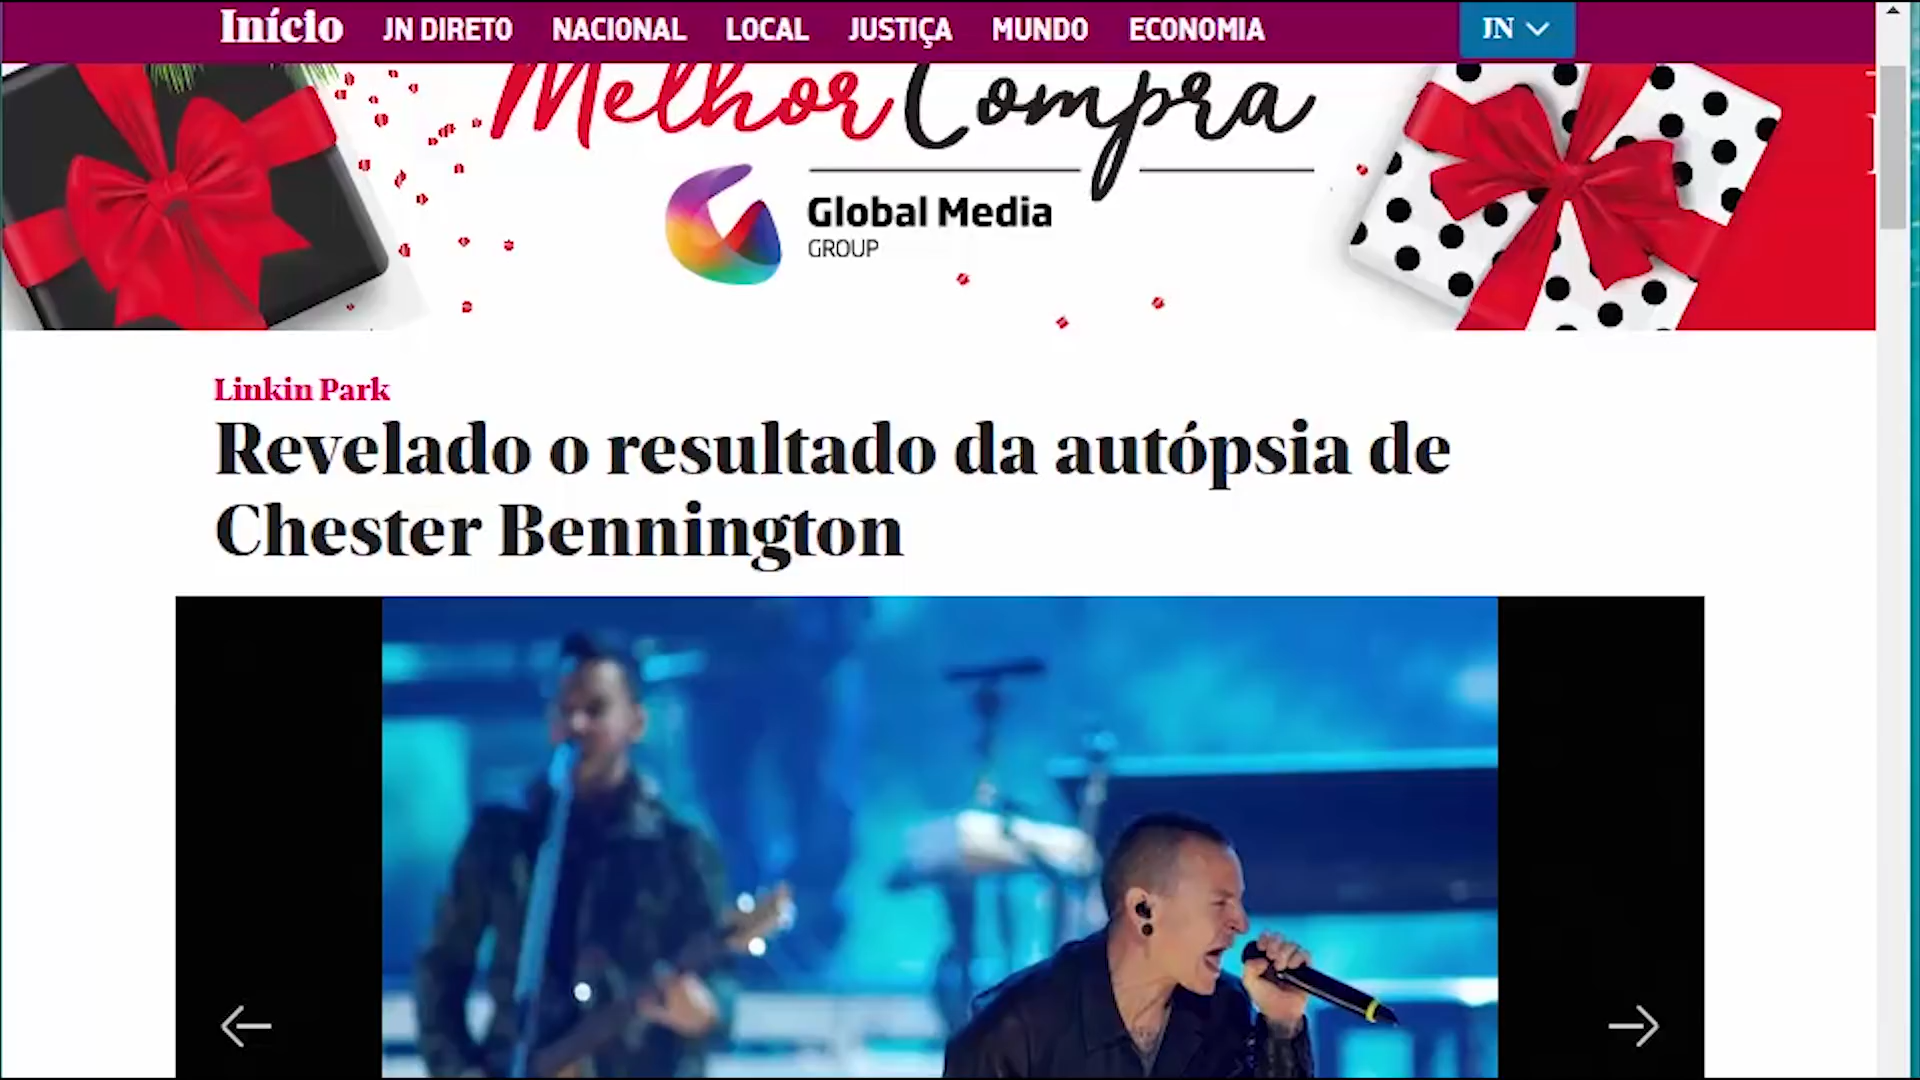 Início JN DIRETO NACIONAL LOCAL JUSTIÇA MUNDO ECONOMIA JN
Melhor Compra
Global Media
GROUP
Linkin Park
Revelado o resultado da autópsia de
Chester Bennington